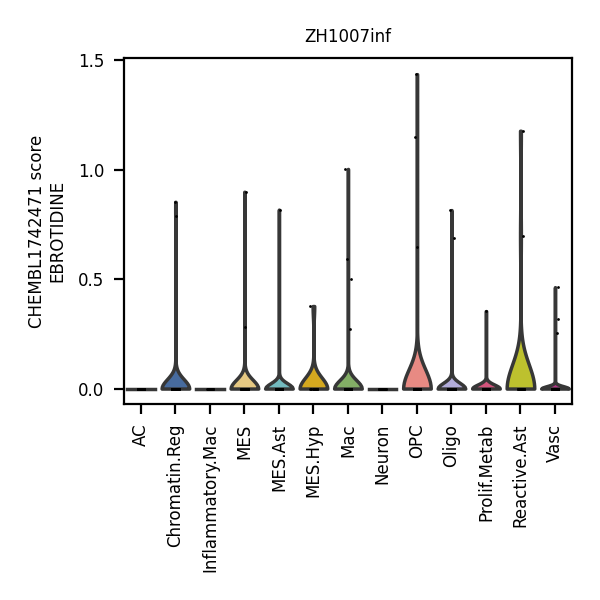 ZH1007inf
CHEMBL1742471 score
EBROTIDINE
1.5
1.0
0.5
0.0
AC
Chromatin.Reg
Inflammatory.Mac
MES
MES.Ast
MES.Hyp
Mac
Neuron
OPC
Oligo
Prolif.Metab
Reactive.Ast
Vasc